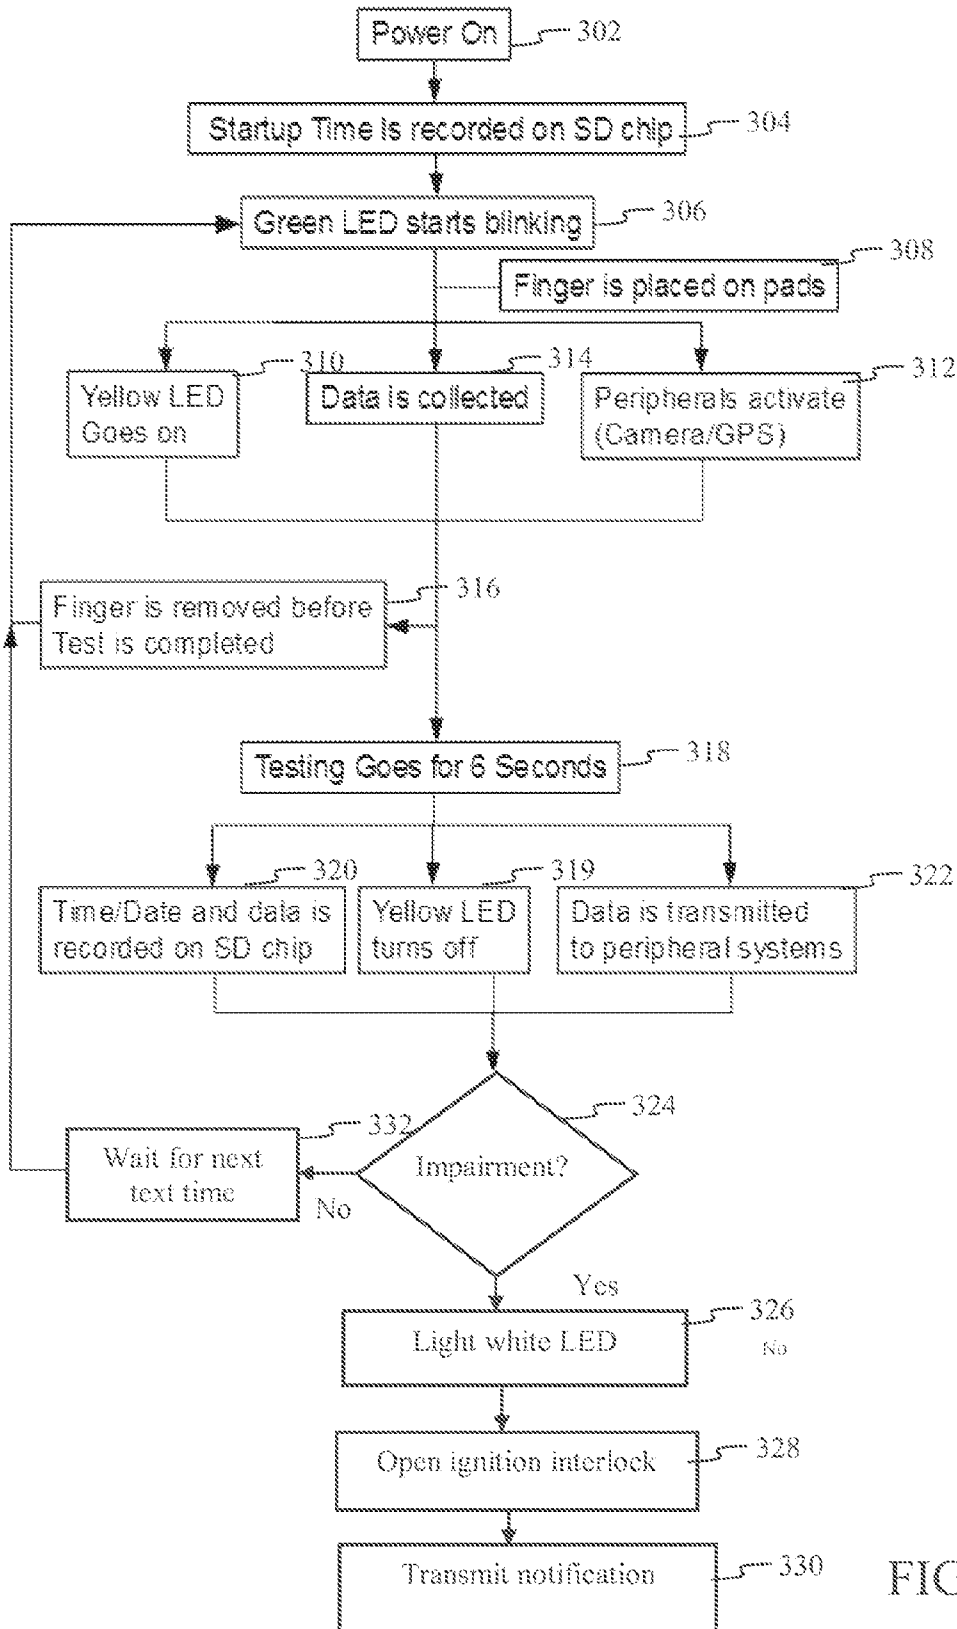 Power On
302
Startup Time is recorded on SD chip
304
Green LED starts blinking
306
308
Finger is placed on pads
310
314
312
Yellow LED
Goes on
Data is collected
Peripherals activate
(Camera/GPS)
316
Finger is removed before
Test is completed
Testing Goes for 6 Seconds
318
320
319
322
Time/Date and data is
recorded on SD chip
Yellow LED
turns off
Data is transmitted
to peripheral systems
324
332
Wait for next
text time
Impairment?
No
Yes
Light white LED
326
No
Open ignition interlock
328
Transmit notification
330
FIG